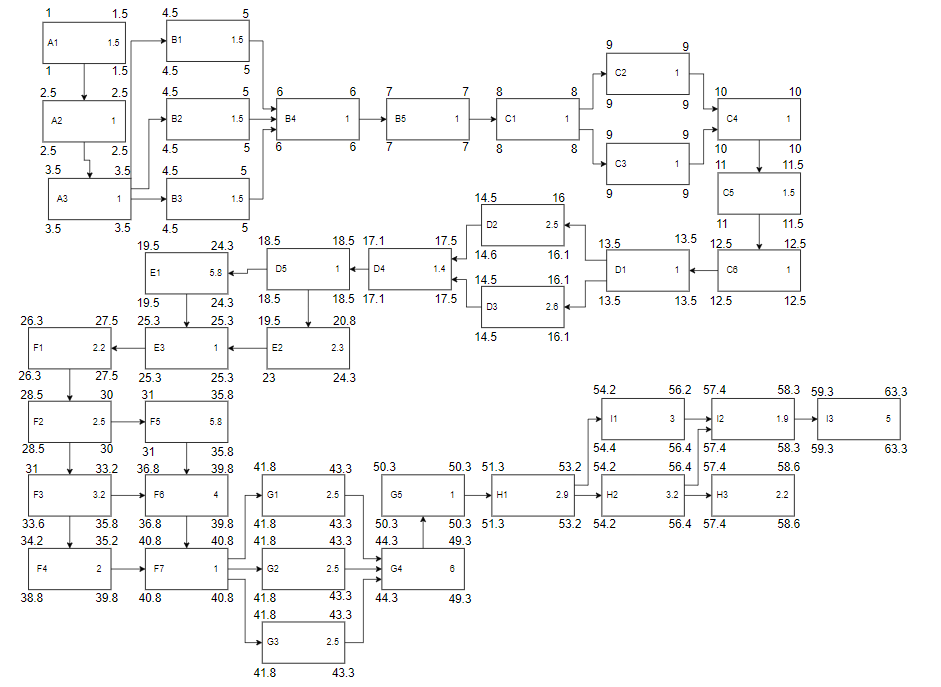 1 1.5
A1 1.5
1 1.5
2.5 2.5
A2 1
2.5 2.5
3.5 3.5
A3 1
3.5 3.5
4.5 5
B1 1.5
4.5 5
4.5 5
B2 1.5
4.5 5
4.5 5
B3 1.5
4.5 5
6 6
B4 1
6 6
7 7
B5 1
7 7
8 8
C1 1
8 8
9 9
C2 1
9 9
9 9
C3 1
9 9
10 10
C4 1
10 10
11 11.5
C5 1.5
11 11.5
12.5 12.5
C6 1
12.5 12.5
13.5 13.5
D1 1
13.5 13.5
14.5 16
D2 2.5
14.6 16.1
14.5 16.1
D3 2.6
14.5 16.1
17.1 17.5
D4 1.4
17.1 17.5
18.5 18.5
D5 1
18.5 18.5
19.5 24.3
E1 5.8
19.5 24.3
19.5 20.8
E2 2.3
23 24.3
25.3 25.3
E3 1
25.3 25.3
26.3 27.5
F1 2.2
26.3 27.5
28.5 30
F2 2.5
28.5 30
31 35.8
F5 5.8
31 35.8
31 33.2
F3 3.2
33.6 35.8
36.8 39.8
F6 4
36.8 39.8
34.2 35.2
F4 2
38.8 39.8
40.8 40.8
F7 1
40.8 40.8
41.8 43.3
G1 2.5
41.8 43.3
41.8 43.3
G2 2.5
41.8 43.3
41.8 43.3
G3 2.5
41.8 43.3
44.3 49.3
G4 6
44.3 49.3
50.3 50.3
G5 1
50.3 50.3
51.3 53.2
H1 2.9
51.3 53.2
54.2 56.2
I1 3
54.4 56.4
54.2 56.4
H2 3.2
54.2 56.4
57.4 58.3
I2 1.9
57.4 58.3
57.4 58.6
H3 2.2
57.4 58.6
59.3 63.3
I3 5
59.3 63.3